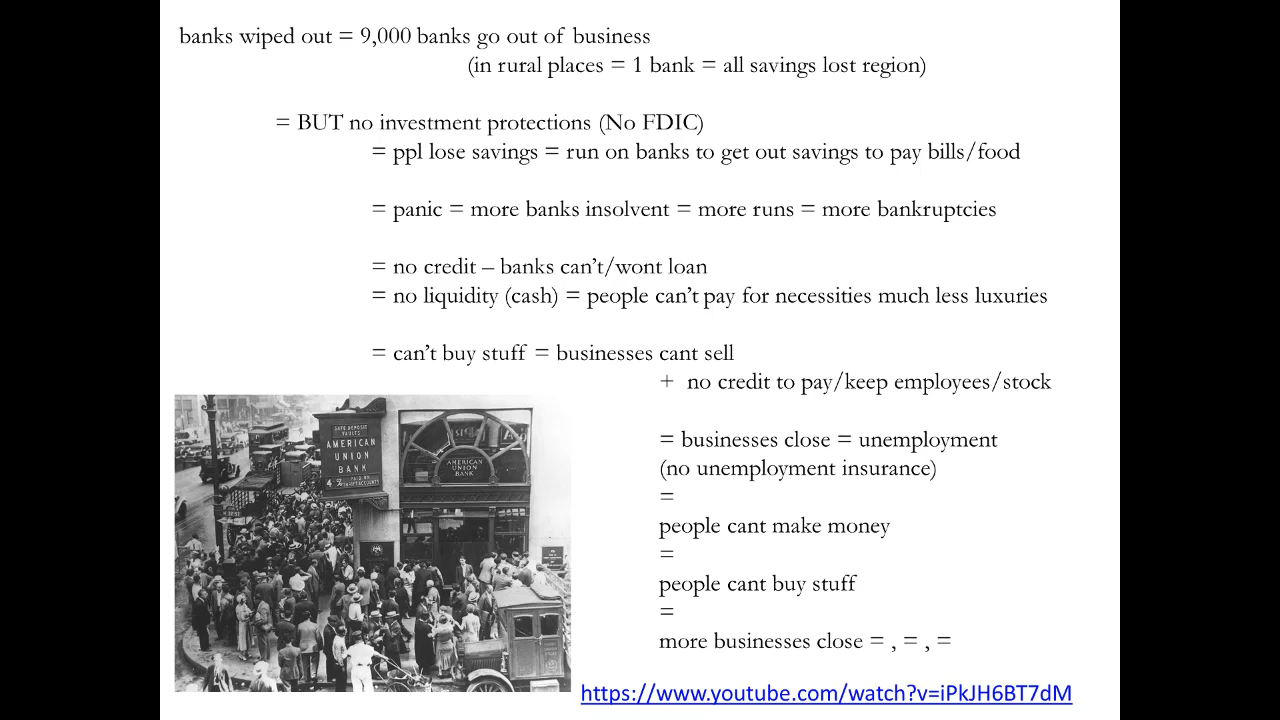 banks wiped out = 9,000 banks go out of business
(in rural places = 1 bank = all savings lost region)
= BUT no investment protections (No FDIC)
= ppl lose savings = run on banks to get out savings to pay bills/food
= panic = more banks insolvent = more runs = more bankruptcies
= no credit – banks can’t/wont loan
= no liquidity (cash) = people can’t pay for necessities much less luxuries
= can’t buy stuff = businesses cant sell
+ no credit to pay/keep employees/stock
= businesses close = unemployment
(no unemployment insurance)
=
people cant make money
=
people cant buy stuff
=
more businesses close = , = , =
SAFE DEPOSIT
VAULTS
AMERICAN
UNION
BANK
4%
AMERICAN
UNION
BANK
https://www.youtube.com/watch?v=iPkJH6BT7dM